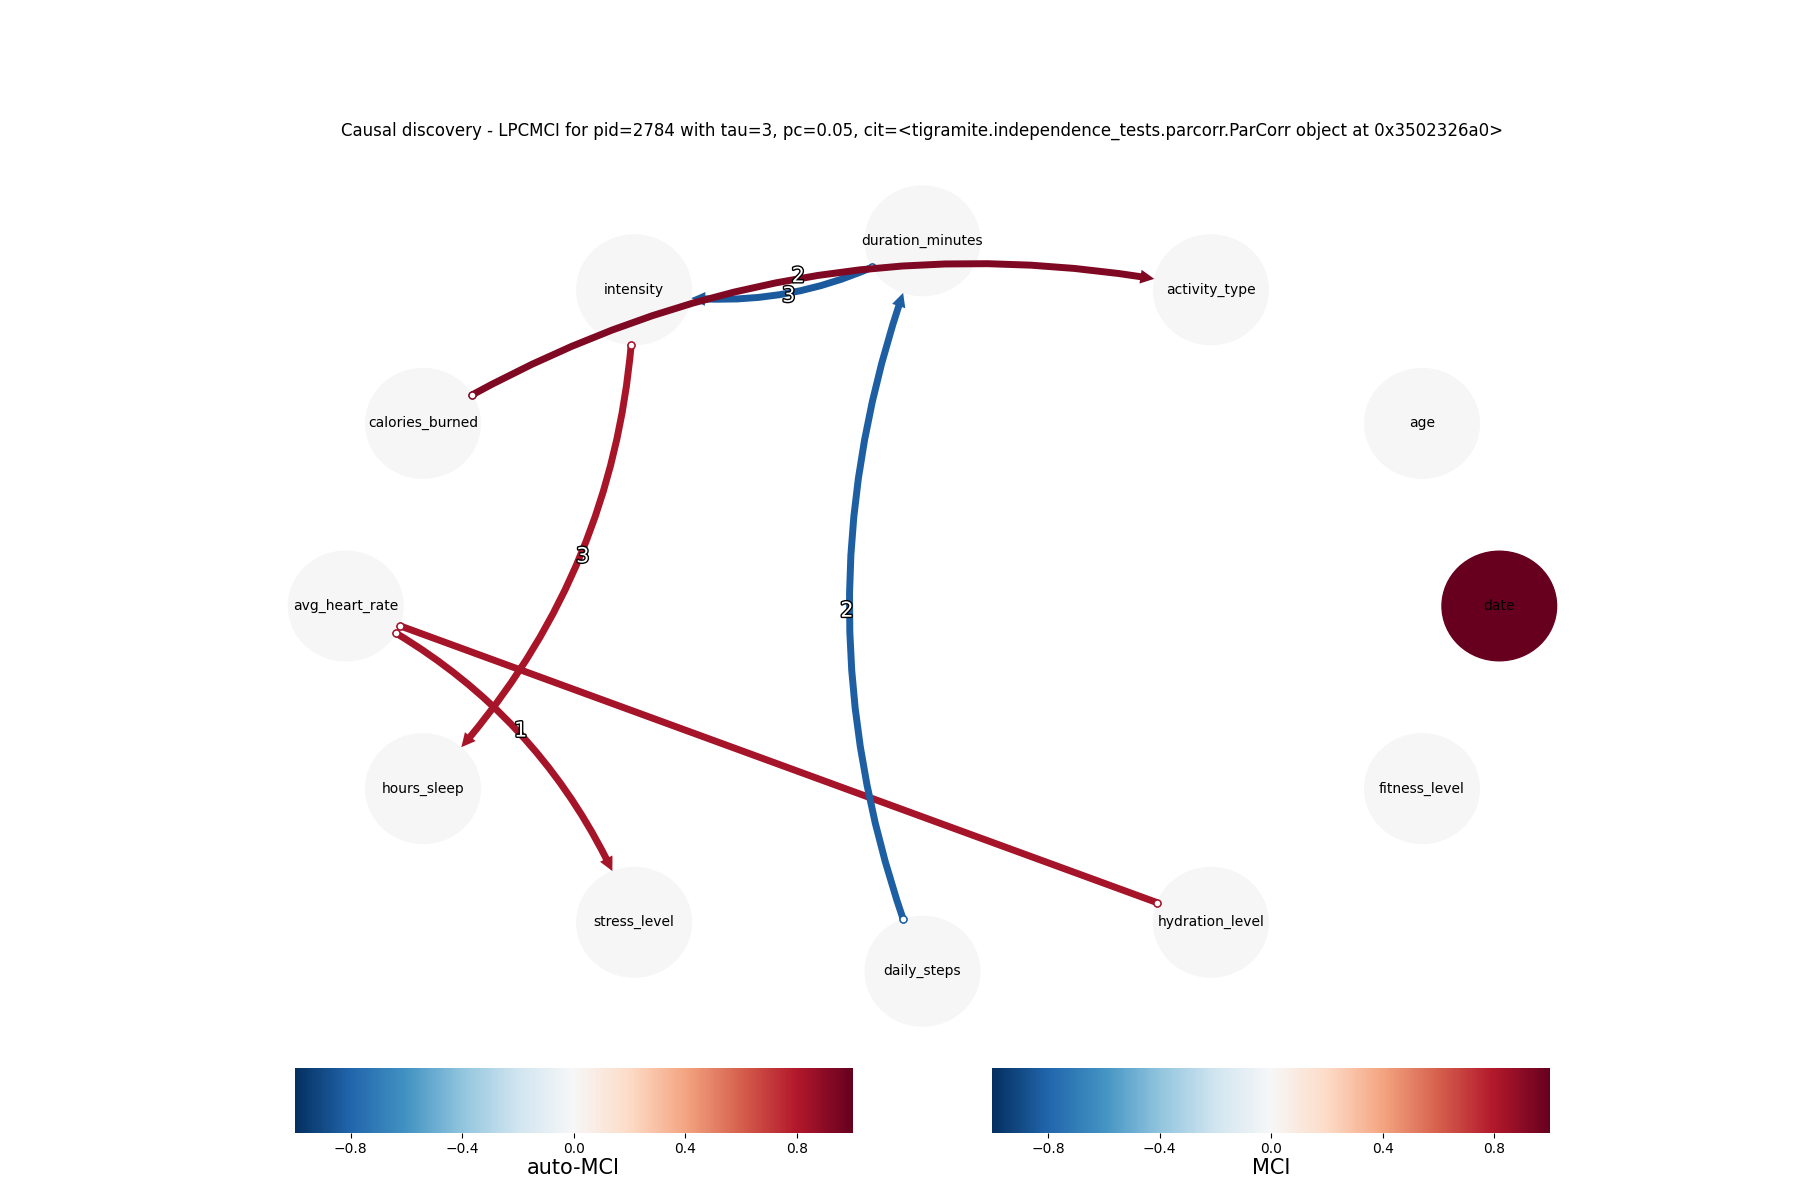 Causal discovery - LPCMCI for pid=2784 with tau=3, pc=0.05, cit=<tigramite.independence_tests.parcorr.ParCorr object at 0x3502326a0>
duration_minutes
intensity
activity_type
2
3
calories_burned
age
3
avg_heart_rate
date
2
1
hours_sleep
fitness_level
stress_level
hydration_level
daily_steps
−0.8 −0.4 0.0 0.4 0.8
auto-MCI
−0.8 −0.4 0.0 0.4 0.8
MCI